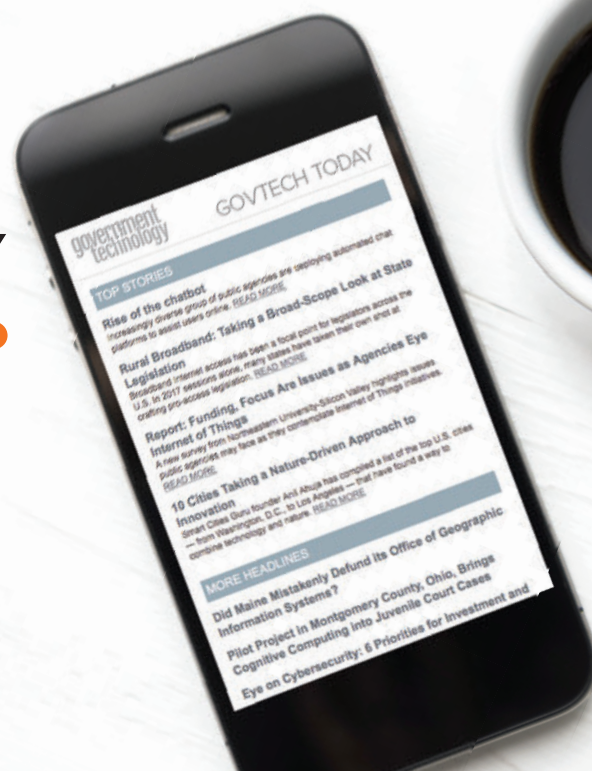 government
technology
GOVTECH TODAY
TOP STORIES
Rise of the chatbot
Increasingly diverse group of public agencies are deploying automated chat
platforms to assist users online. READ MORE
Rural Broadband: Taking a Broad-Scope Look at State
Legislation
Broadband Internet access has been a focal point for legislators across the
U.S. In 2017 sessions alone, many states have taken their own shot at
crafting pro-access legislation. READ MORE
Report: Funding, Focus Are Issues as Agencies Eye
Internet of Things
A new survey from Northeastern University-Silicon Valley highlights issues
public agencies may face as they contemplate Internet of Things initiatives.
READ MORE
10 Cities Taking a Nature-Driven Approach to
Innovation
Smart Cities Guru founder Anil Ahuja has compiled a list of the top U.S. cities
— from Washington, D.C., to Los Angeles — that have found a way to
combine technology and nature. READ MORE
MORE HEADLINES
Did Maine Mistakenly Defund its Office of Geographic
Information Systems?
Pilot Project in Montgomery County, Ohio, Brings
Cognitive Computing into Juvenile Court Cases
Eye on Cybersecurity: 6 Priorities for Investment and